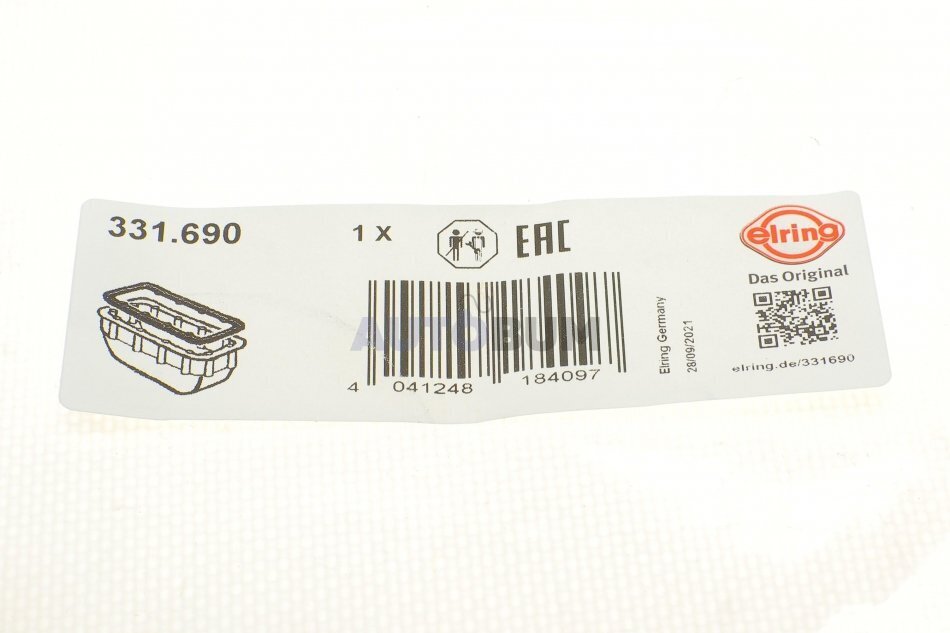 331.690
1 X
EAC
elring
Das Original
AUTOBUM
4 041248 184097
Elring Germany
28/09/2021
elring.de/331690